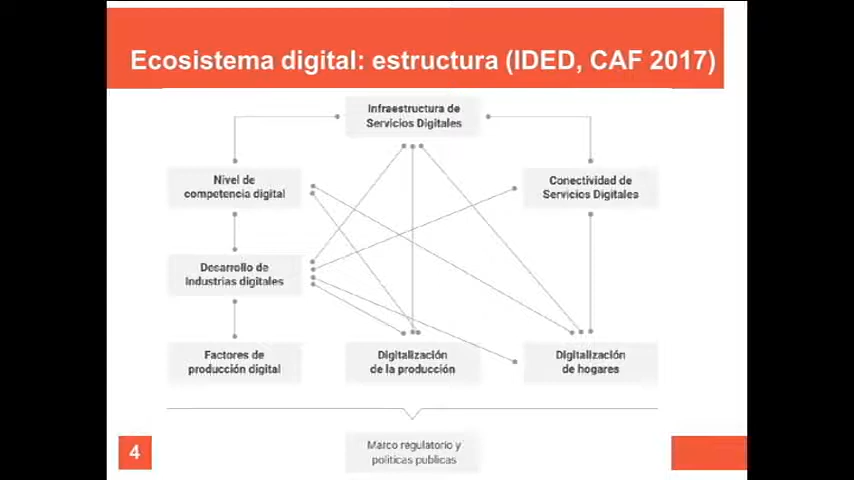 Ecosistema digital: estructura (IDED, CAF 2017)
Infraestructura de
Servicios Digitales
Nivel de
competencia digital
Conectividad de
Servicios Digitales
Desarrollo de
Industrias digitales
Factores de
producción digital
Digitalización
de la producción
Digitalización
de hogares
Marco regulatorio y
politicas publicas
4